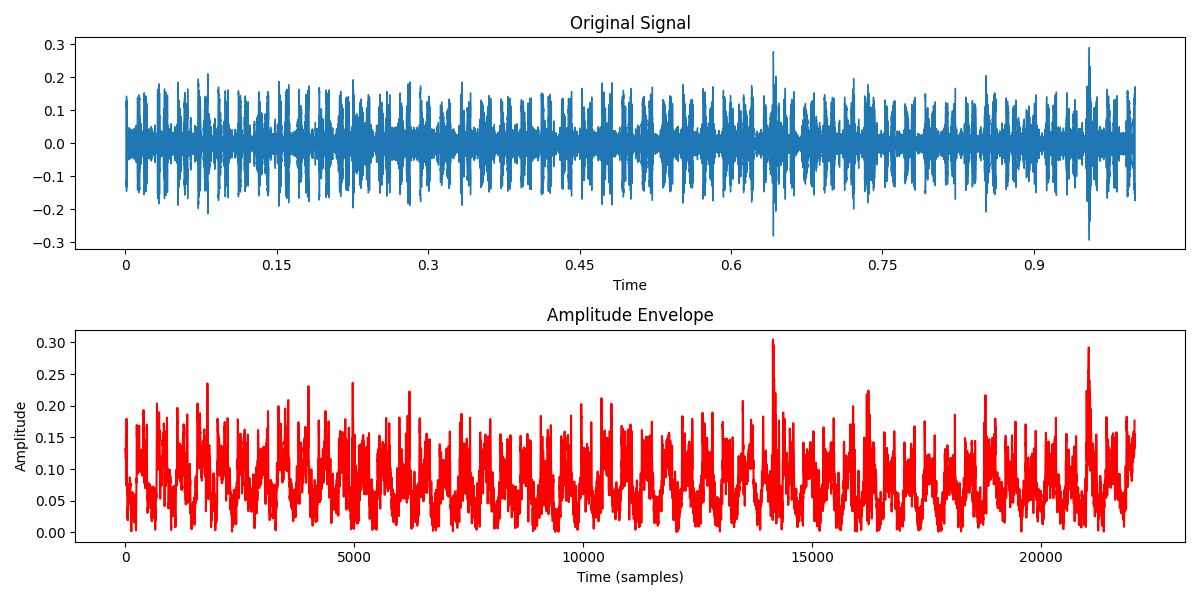 Original Signal
0.3
0.2
0.1
0.0
−0.1
−0.2
−0.3
0 0.15 0.3 0.45 0.6 0.75 0.9
Time
Amplitude Envelope
Amplitude
0.30
0.25
0.20
0.15
0.10
0.05
0.00
0 5000 10000 15000 20000
Time (samples)